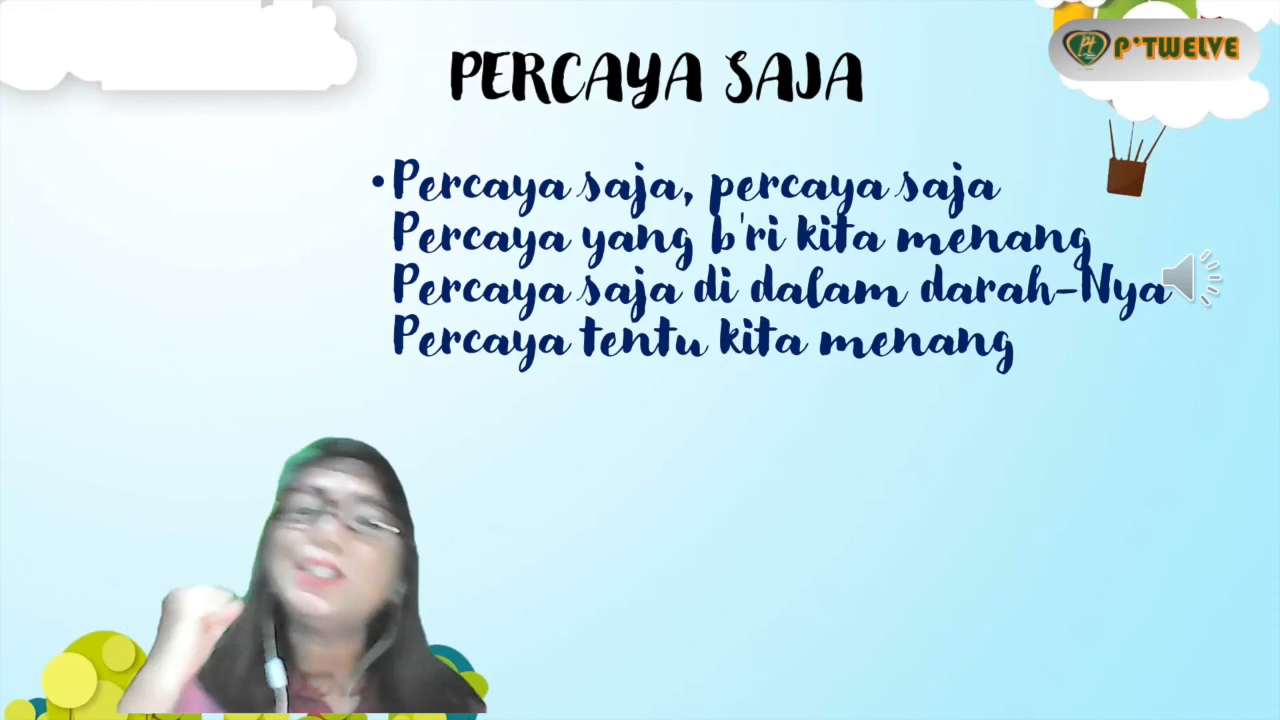 PERCAYA SAJA
P'TWELVE
•Percaya saja, percaya saja
Percaya yang b'ri kita menang
Percaya saja di dalam darah-Nya
Percaya tentu kita menang